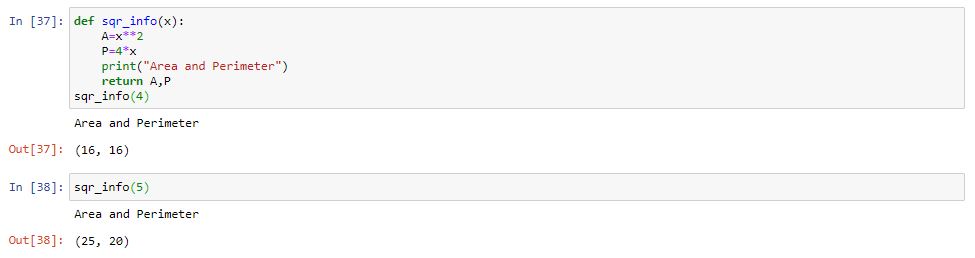 In [37]: def sqr_info(x):
    A=x**2
    P=4*x
    print("Area and Perimeter")
    return A,P
sqr_info(4)
Area and Perimeter
Out[37]: (16, 16)
In [38]: sqr_info(5)
Area and Perimeter
Out[38]: (25, 20)